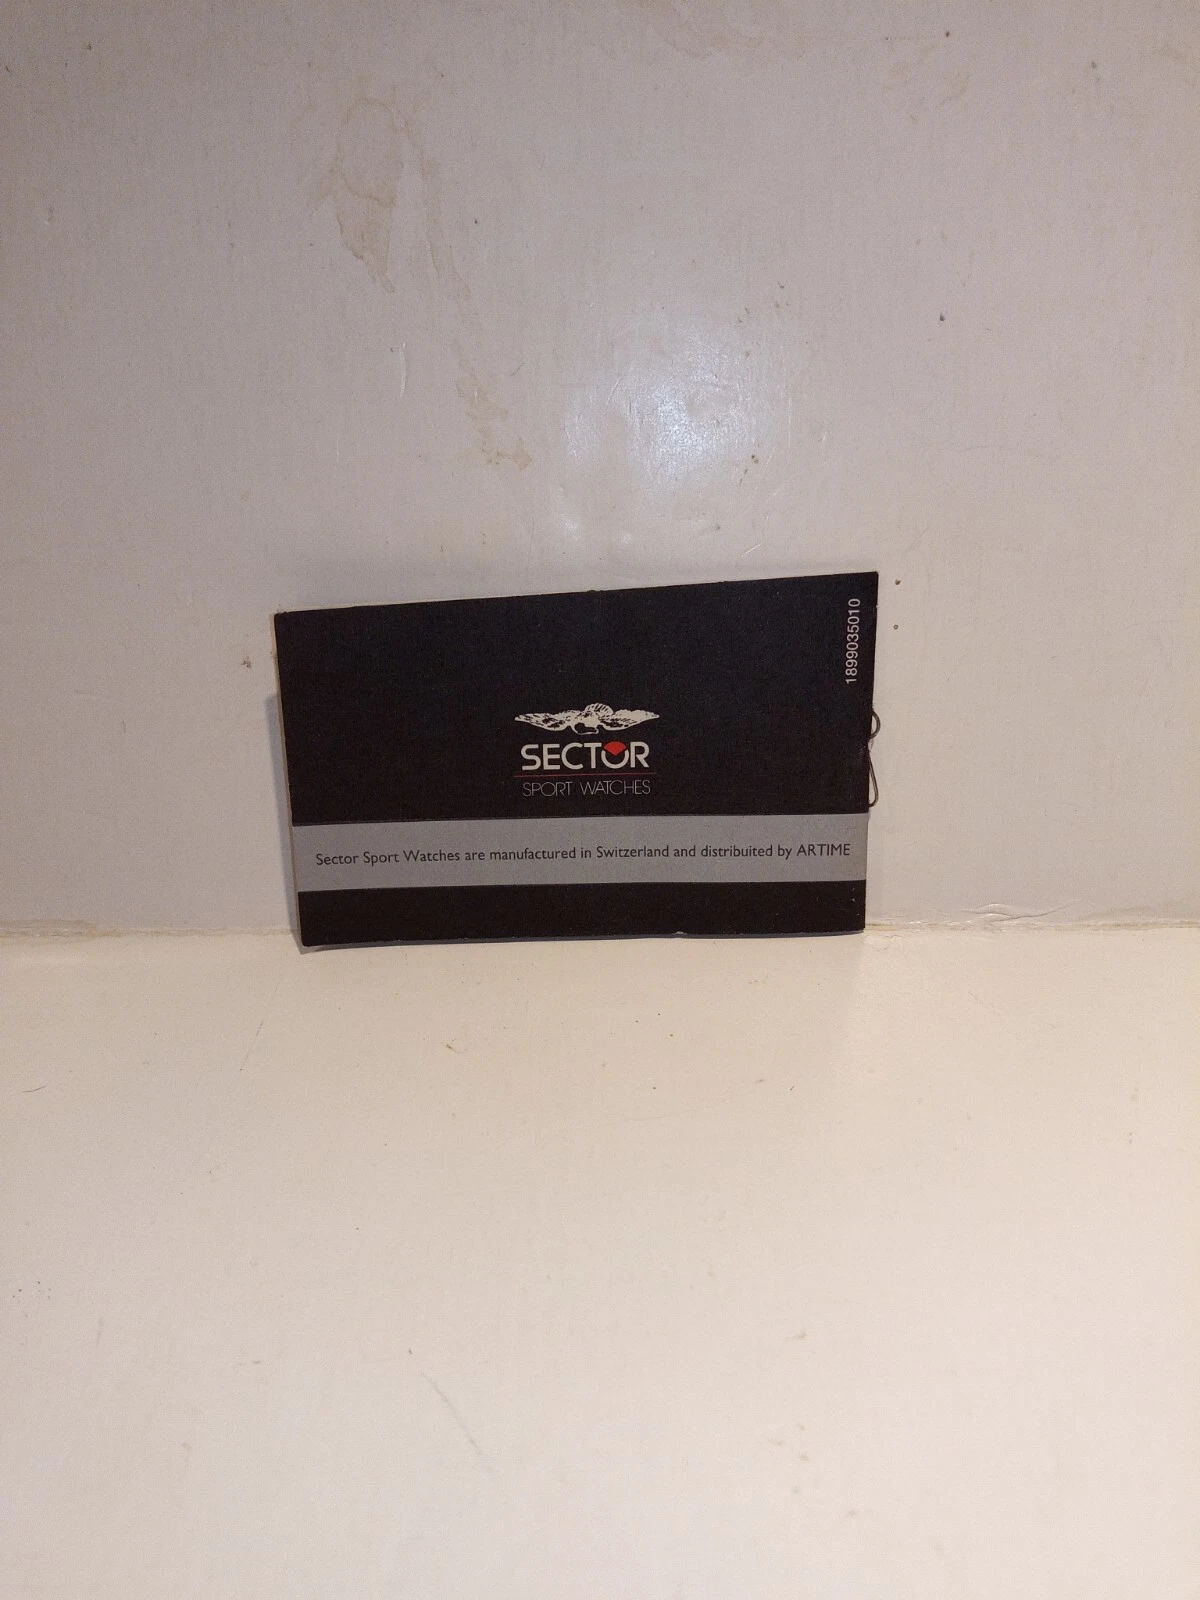 1899035010
SECTOR
SPORT WATCHES
Sector Sport Watches are manufactured in Switzerland and distribuited by ARTIME